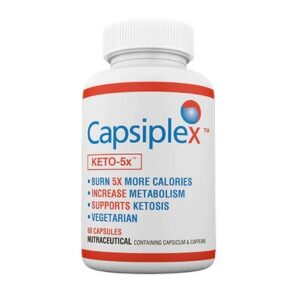 Capsiplex™
KETO-5x™
• BURN 5X MORE CALORIES
• INCREASE METABOLISM
• SUPPORTS KETOSIS
• VEGETARIAN
60 CAPSULES
NUTRACEUTICAL CONTAINING CAPSICUM & CAFFEINE